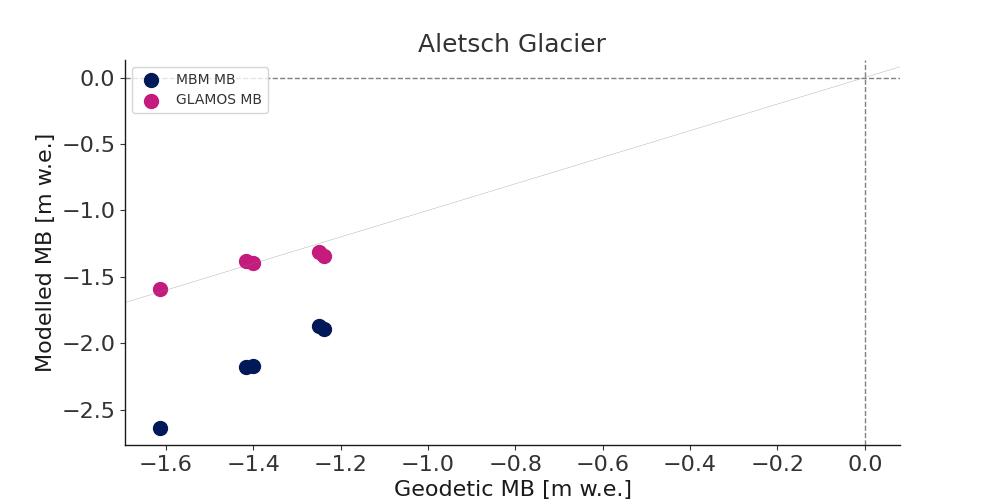 Aletsch Glacier
MBM MB
GLAMOS MB
Modelled MB [m w.e.]
0.0
−0.5
−1.0
−1.5
−2.0
−2.5
−1.6 −1.4 −1.2 −1.0 −0.8 −0.6 −0.4 −0.2 0.0
Geodetic MB [m w.e.]